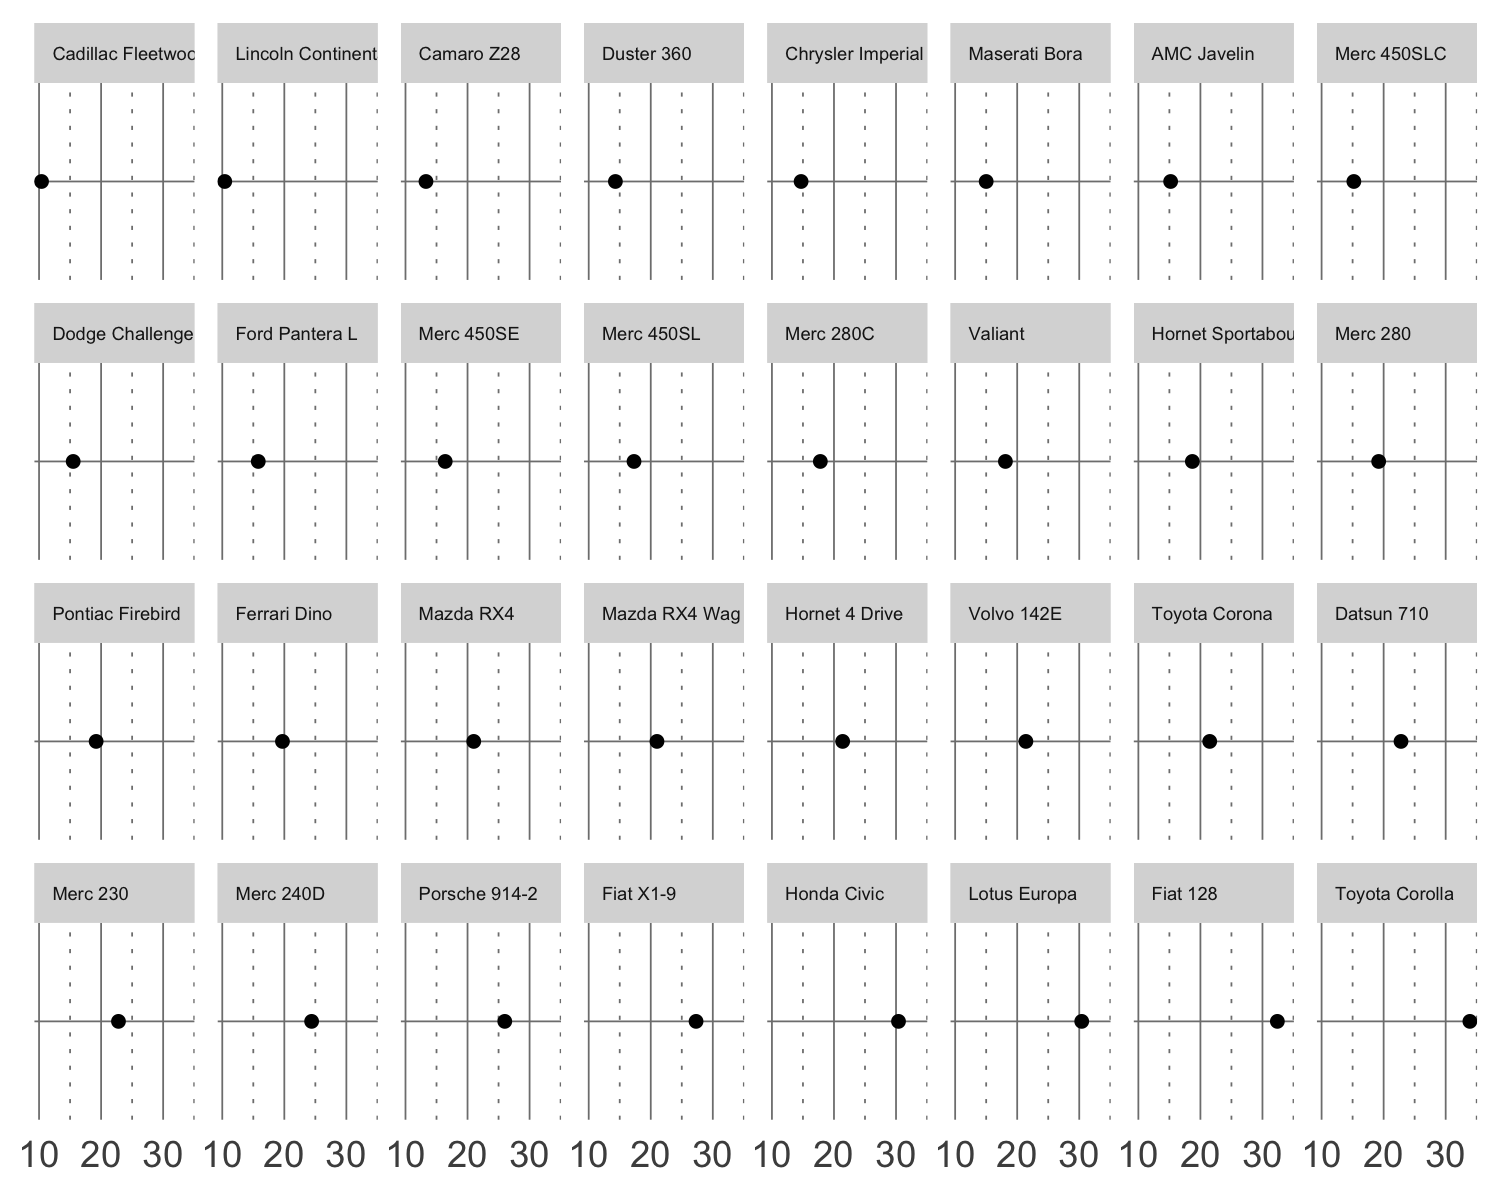 Cadillac Fleetwoo
Lincoln Continent
Camaro Z28
Duster 360
Chrysler Imperial
Maserati Bora
AMC Javelin
Merc 450SLC
Dodge Challenge
Ford Pantera L
Merc 450SE
Merc 450SL
Merc 280C
Valiant
Hornet Sportabou
Merc 280
Pontiac Firebird
Ferrari Dino
Mazda RX4
Mazda RX4 Wag
Hornet 4 Drive
Volvo 142E
Toyota Corona
Datsun 710
Merc 230
Merc 240D
Porsche 914-2
Fiat X1-9
Honda Civic
Lotus Europa
Fiat 128
Toyota Corolla
10 20 30 10 20 30 10 20 30 10 20 30 10 20 30 10 20 30 10 20 30 10 20 30